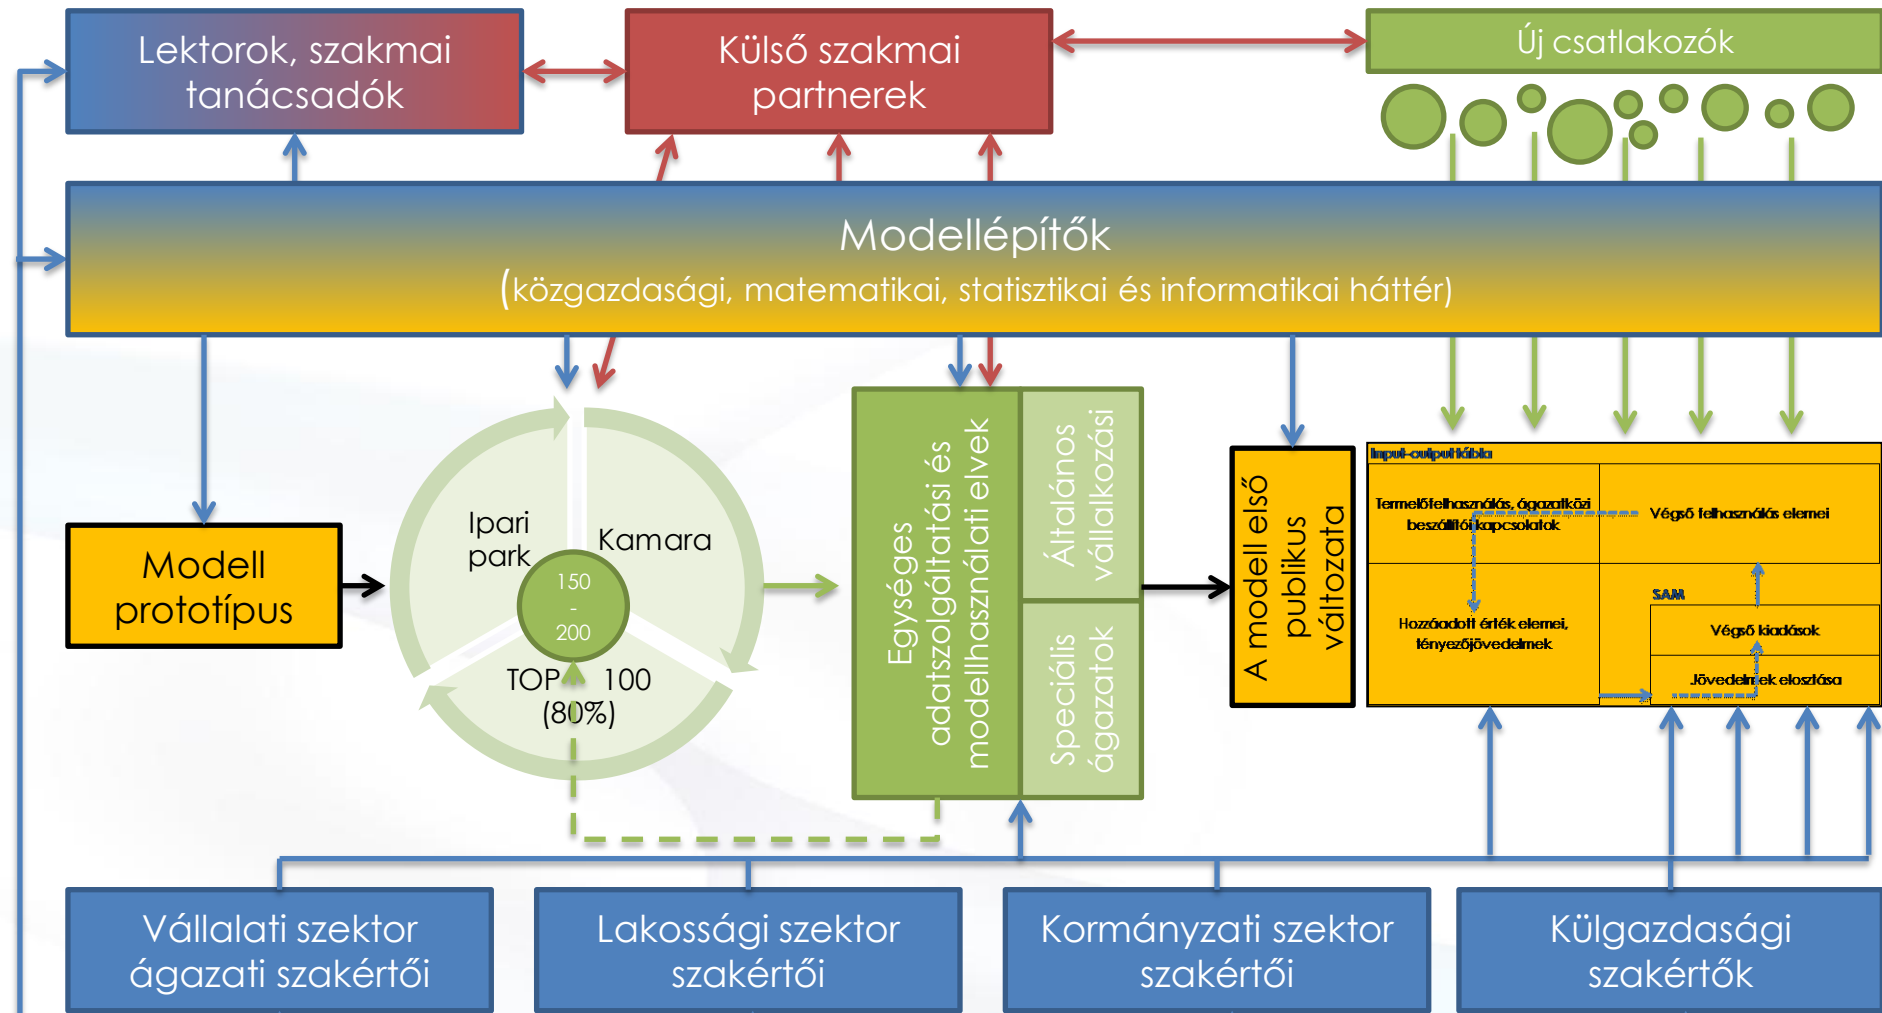 Lektorok, szakmai
tanácsadók
Külső szakmai
partnerek
Új csatlakozók
Modellépítők
(közgazdasági, matematikai, statisztikai és informatikai háttér)
Modell
prototípus
Ipari
park
Kamara
150
-
200
TOP 100
(80%)
Egységes
adatszolgáltatási és
modellhasználati elvek
Általános
vállalkozási
Speciális
ágazatok
A modell első
publikus
változata
Input-output tábla
Termelő felhasználás, ágazatközi
beszállítói kapcsolatok
Végső felhasználás elemei
Hozzáadott érték elemei,
tényezőjövedelmek
SAM
Végső kiadások
Jövedelmek elosztása
Vállalati szektor
ágazati szakértői
Lakossági szektor
szakértői
Kormányzati szektor
szakértői
Külgazdasági
szakértők